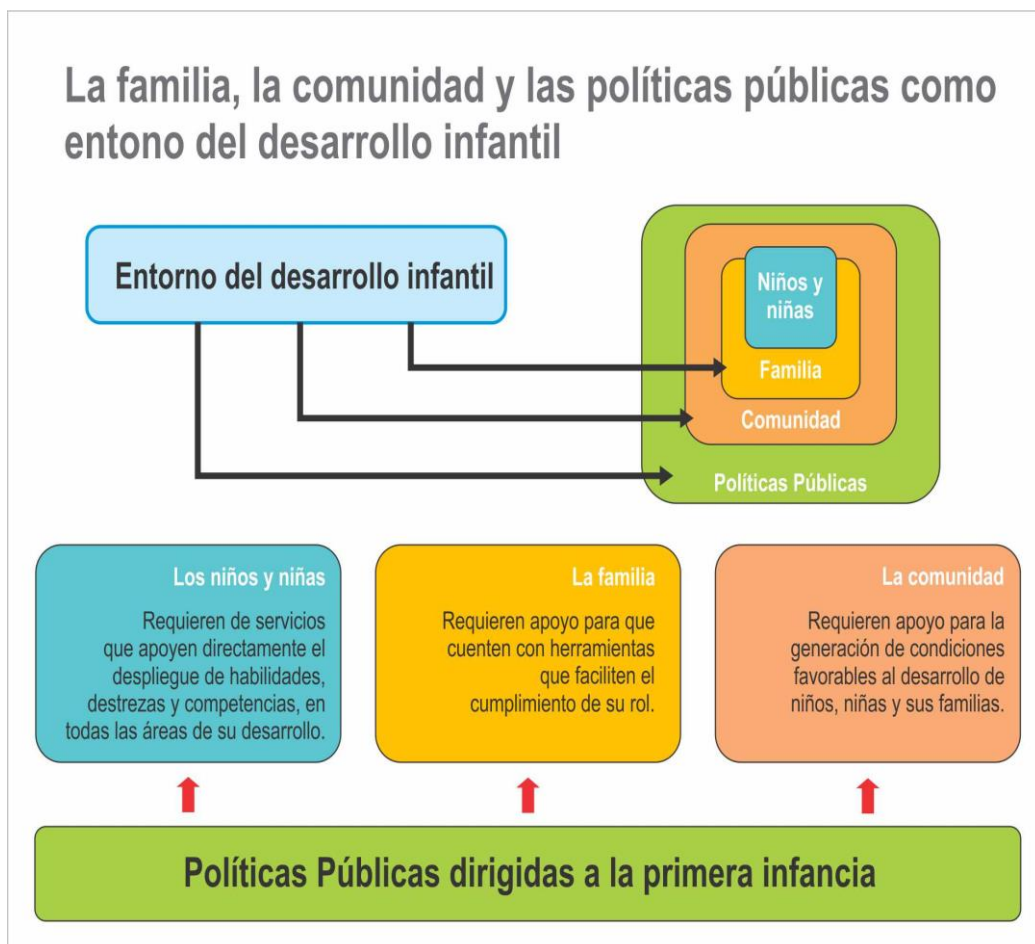 La familia, la comunidad y las políticas públicas como
entono del desarrollo infantil
Entorno del desarrollo infantil
Niños y
niñas
Familia
Comunidad
Políticas Públicas
Los niños y niñas
Requieren de servicios
que apoyen directamente el
despliegue de habilidades,
destrezas y competencias, en
todas las áreas de su desarrollo.
La familia
Requieren apoyo para que
cuenten con herramientas
que faciliten el
cumplimiento de su rol.
La comunidad
Requieren apoyo para la
generación de condiciones
favorables al desarrollo de
niños, niñas y sus familias.
Políticas Públicas dirigidas a la primera infancia